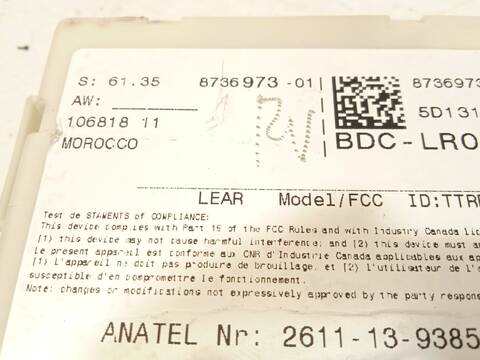 S: 61.35 8736973 -01 8736973
AW:
5D131
106818 11
BDC-LR0
MOROCCO
LEAR Model/FCC ID:TTR
Test de STAMENTS of COMPLIANCE:
This device complies with Part 15 of the FCC Rules and with Industry Canada lic
[1) this device may not cause harmful interference: and [2) this device must a
Le present appareil est conforme aux CNR d'Industrie Canada applicables aux ap
[1) L'appareil ne doit pas produire de brouillage, et [2) l'utilisateur de l'
susceptible d'en compromettre le fonctionnement.
Note: changes or modifications not expressively approved by the party respons
ANATEL Nr: 2611-13-9385